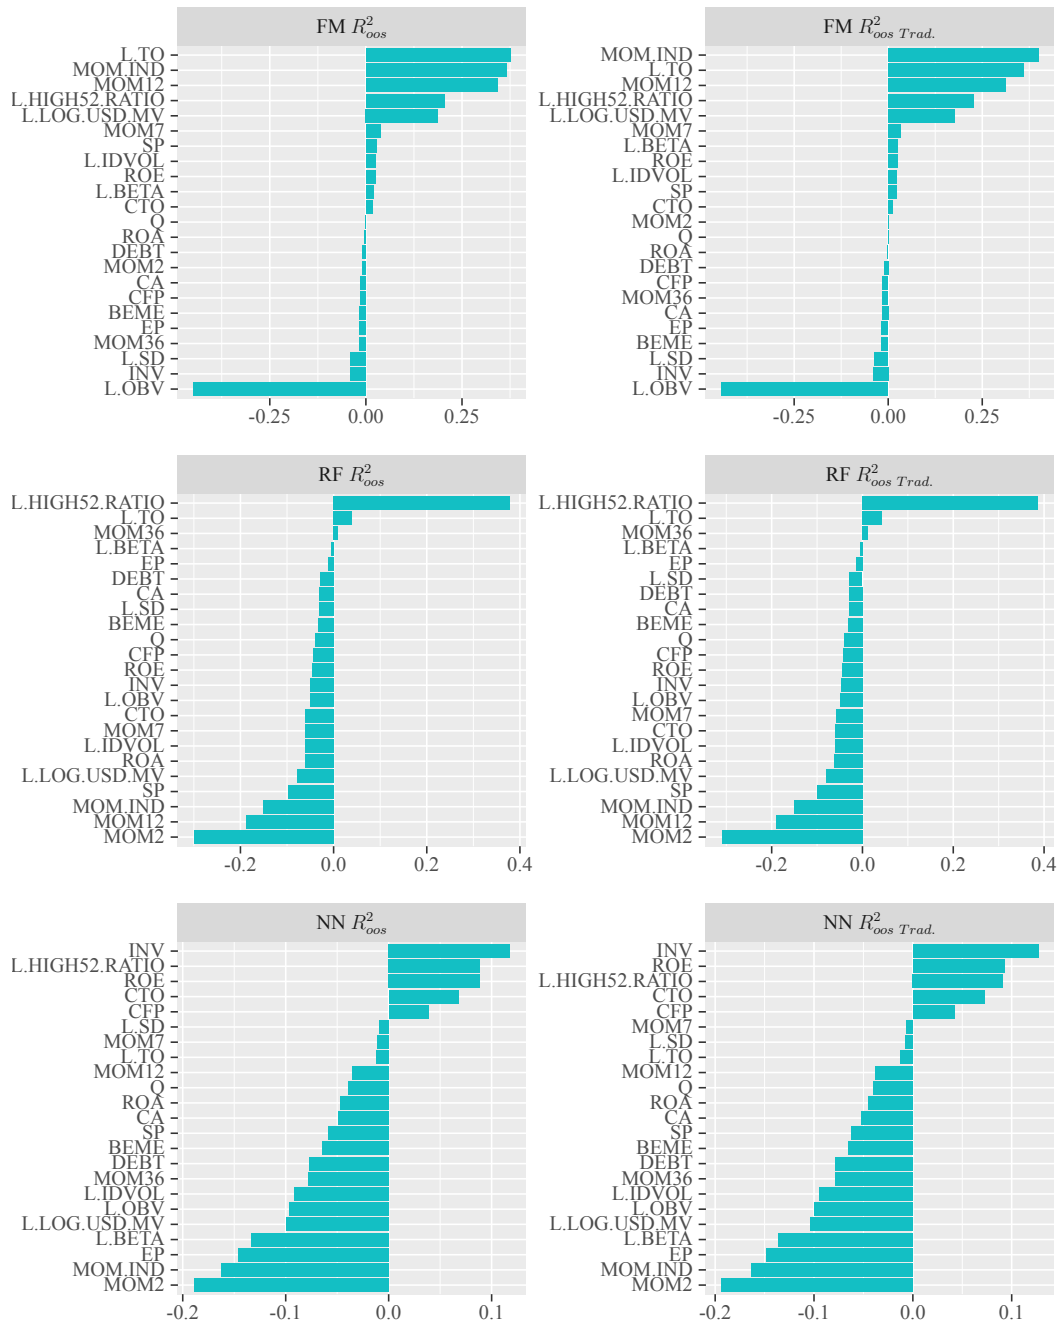 FM R²oos
L.TO
MOM.IND
MOM12
L.HIGH52.RATIO
L.LOG.USD.MV
MOM7
SP
L.IDVOL
ROE
L.BETA
CTO
Q
ROA
DEBT
MOM2
CA
CFP
BEME
EP
MOM36
L.SD
INV
L.OBV
-0.25 0.00 0.25
FM R²oos Trad.
MOM.IND
L.TO
MOM12
L.HIGH52.RATIO
L.LOG.USD.MV
MOM7
L.BETA
ROE
L.IDVOL
SP
CTO
MOM2
Q
ROA
DEBT
CFP
MOM36
CA
EP
BEME
L.SD
INV
L.OBV
-0.25 0.00 0.25
RF R²oos
L.HIGH52.RATIO
L.TO
MOM36
L.BETA
EP
DEBT
CA
L.SD
BEME
Q
CFP
ROE
INV
L.OBV
CTO
MOM7
L.IDVOL
ROA
L.LOG.USD.MV
SP
MOM.IND
MOM12
MOM2
-0.2 0.0 0.2 0.4
RF R²oos Trad.
L.HIGH52.RATIO
L.TO
MOM36
L.BETA
EP
L.SD
DEBT
CA
BEME
Q
CFP
ROE
INV
L.OBV
MOM7
CTO
L.IDVOL
ROA
L.LOG.USD.MV
SP
MOM.IND
MOM12
MOM2
-0.2 0.0 0.2 0.4
NN R²oos
INV
L.HIGH52.RATIO
ROE
CTO
CFP
L.SD
MOM7
L.TO
MOM12
Q
ROA
CA
SP
BEME
DEBT
MOM36
L.IDVOL
L.OBV
L.LOG.USD.MV
L.BETA
EP
MOM.IND
MOM2
-0.2 -0.1 0.0 0.1
NN R²oos Trad.
INV
ROE
L.HIGH52.RATIO
CTO
CFP
MOM7
L.SD
L.TO
MOM12
Q
ROA
CA
SP
BEME
DEBT
MOM36
L.IDVOL
L.OBV
L.LOG.USD.MV
L.BETA
EP
MOM.IND
MOM2
-0.2 -0.1 0.0 0.1